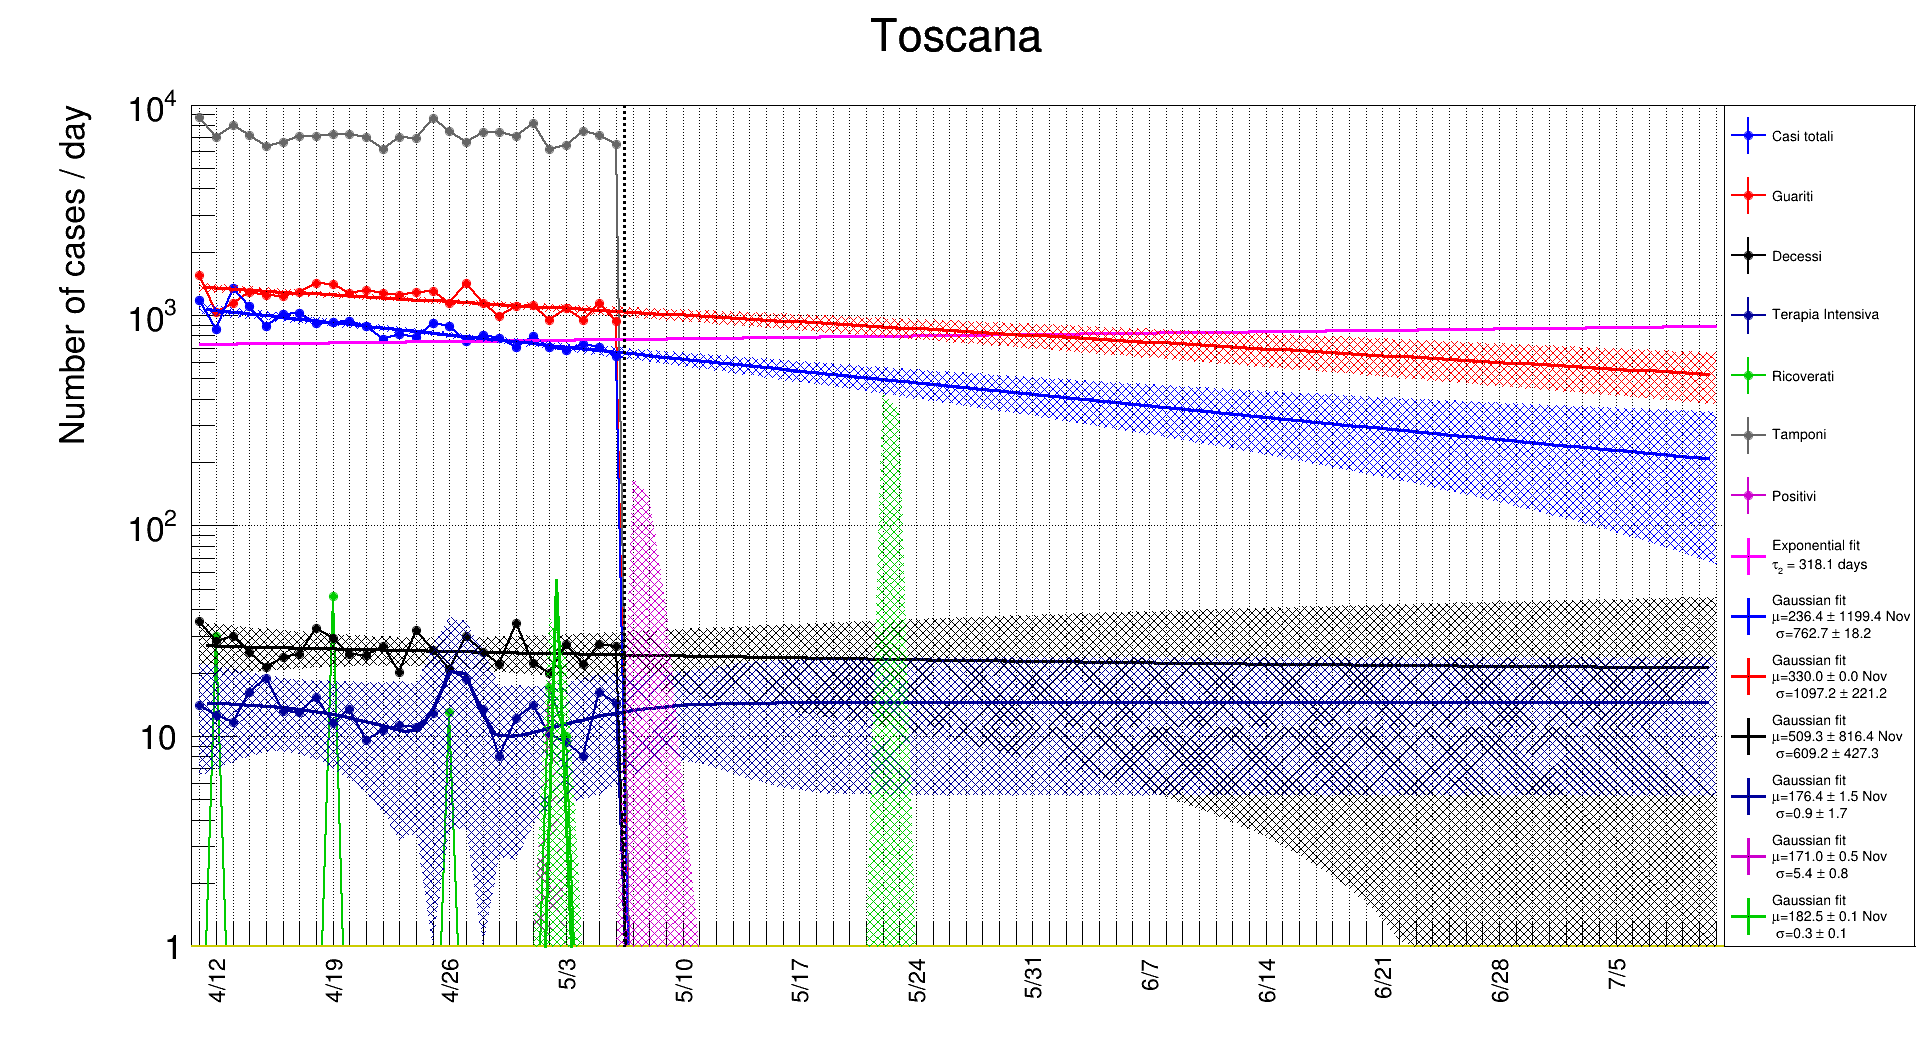 Toscana
Number of cases / day
10^4
10^3
10^2
10
1
4/12
4/19
4/26
5/3
5/10
5/17
5/24
5/31
6/7
6/14
6/21
6/28
7/5
Casi totali
Guariti
Decessi
Terapia Intensiva
Ricoverati
Tamponi
Positivi
Exponential fit
τ₂ = 318.1 days
Gaussian fit
μ=236.4 ± 1199.4 Nov
σ=762.7 ± 18.2
Gaussian fit
μ=330.0 ± 0.0 Nov
σ=1097.2 ± 221.2
Gaussian fit
μ=509.3 ± 816.4 Nov
σ=609.2 ± 427.3
Gaussian fit
μ=176.4 ± 1.5 Nov
σ=0.9 ± 1.7
Gaussian fit
μ=171.0 ± 0.5 Nov
σ=5.4 ± 0.8
Gaussian fit
μ=182.5 ± 0.1 Nov
σ=0.3 ± 0.1